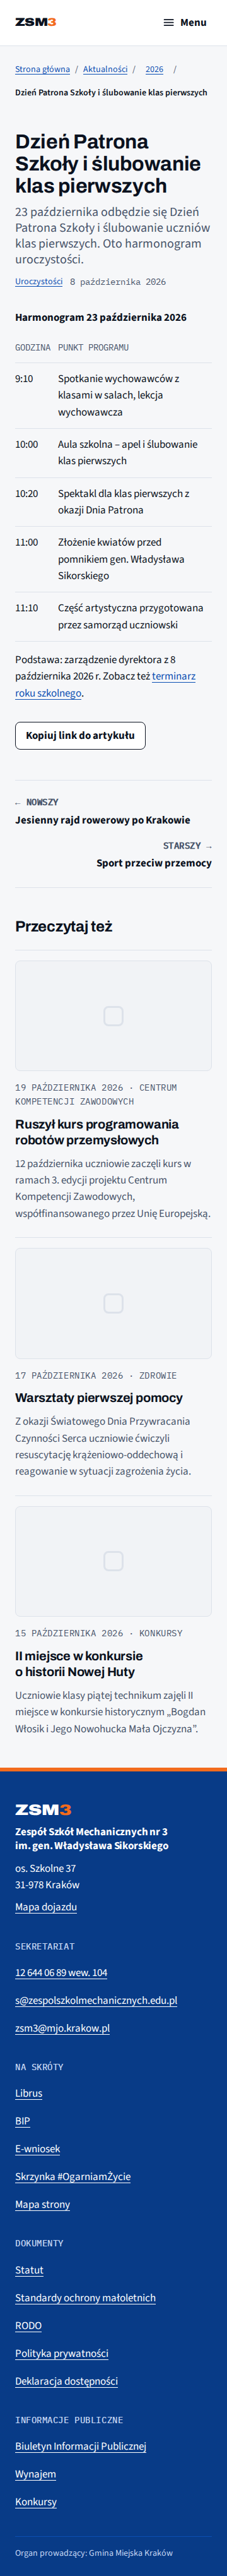 ZSM3
Menu
Strona główna / Aktualności / 2026 /
Dzień Patrona Szkoły i ślubowanie klas pierwszych
Dzień Patrona
Szkoły i ślubowanie
klas pierwszych
23 października odbędzie się Dzień
Patrona Szkoły i ślubowanie uczniów
klas pierwszych. Oto harmonogram
uroczystości.
Uroczystości 8 października 2026
Harmonogram 23 października 2026
GODZINA PUNKT PROGRAMU
9:10 Spotkanie wychowawców z
klasami w salach, lekcja
wychowawcza
10:00 Aula szkolna – apel i ślubowanie
klas pierwszych
10:20 Spektakl dla klas pierwszych z
okazji Dnia Patrona
11:00 Złożenie kwiatów przed
pomnikiem gen. Władysława
Sikorskiego
11:10 Część artystyczna przygotowana
przez samorząd uczniowski
Podstawa: zarządzenie dyrektora z 8
października 2026 r. Zobacz też terminarz
roku szkolnego.
Kopiuj link do artykułu
← NOWSZY
Jesienny rajd rowerowy po Krakowie
STARSZY →
Sport przeciw przemocy
Przeczytaj też
19 PAŹDZIERNIKA 2026 · CENTRUM
KOMPETENCJI ZAWODOWYCH
Ruszył kurs programowania
robotów przemysłowych
12 października uczniowie zaczęli kurs w
ramach 3. edycji projektu Centrum
Kompetencji Zawodowych,
współfinansowanego przez Unię Europejską.
17 PAŹDZIERNIKA 2026 · ZDROWIE
Warsztaty pierwszej pomocy
Z okazji Światowego Dnia Przywracania
Czynności Serca uczniowie ćwiczyli
resuscytację krążeniowo-oddechową i
reagowanie w sytuacji zagrożenia życia.
15 PAŹDZIERNIKA 2026 · KONKURSY
II miejsce w konkursie
o historii Nowej Huty
Uczniowie klasy piątej technikum zajęli II
miejsce w konkursie historycznym „Bogdan
Włosik i Jego Nowohucka Mała Ojczyzna”.
ZSM3
Zespół Szkół Mechanicznych nr 3
im. gen. Władysława Sikorskiego
os. Szkolne 37
31-978 Kraków
Mapa dojazdu
SEKRETARIAT
12 644 06 89 wew. 104
s@zespolszkolmechanicznych.edu.pl
zsm3@mjo.krakow.pl
NA SKRÓTY
Librus
BIP
E-wniosek
Skrzynka #OgarniamŻycie
Mapa strony
DOKUMENTY
Statut
Standardy ochrony małoletnich
RODO
Polityka prywatności
Deklaracja dostępności
INFORMACJE PUBLICZNE
Biuletyn Informacji Publicznej
Wynajem
Konkursy
Organ prowadzący: Gmina Miejska Kraków